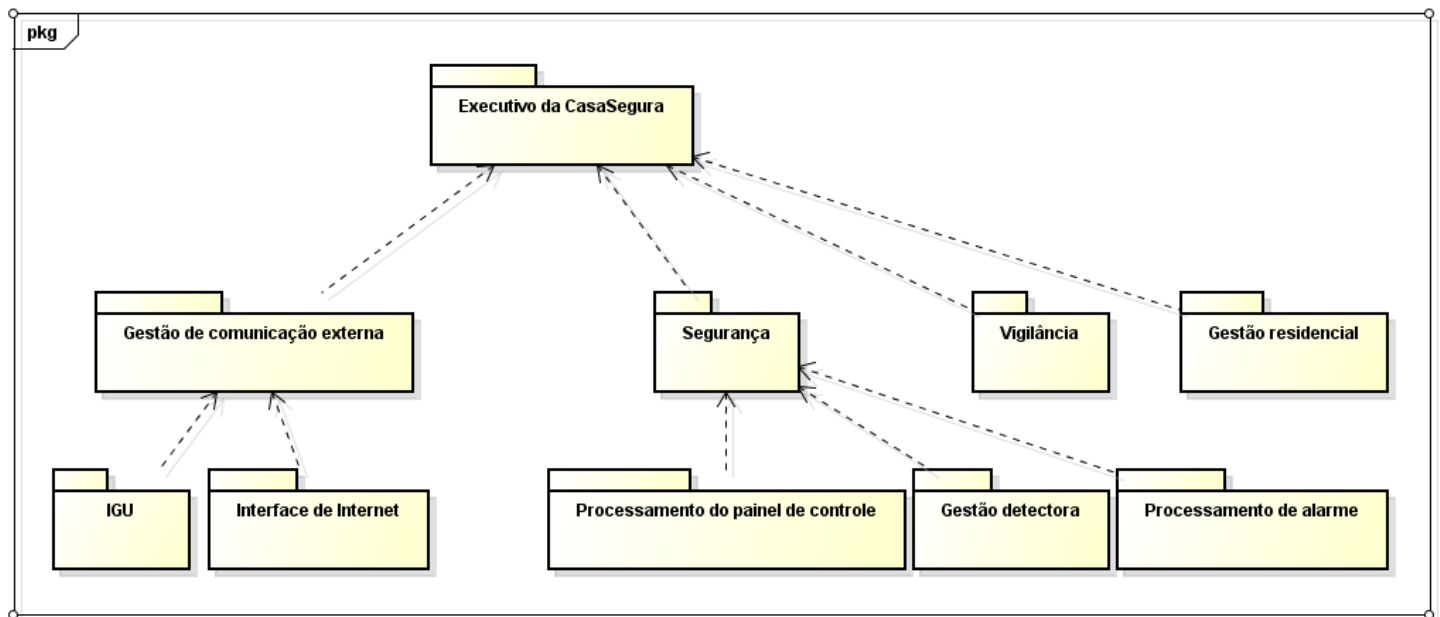 pkg
Executivo da CasaSegura
Gestão de comunicação externa
Segurança
Vigilância
Gestão residencial
IGU
Interface de Internet
Processamento do painel de controle
Gestão detectora
Processamento de alarme